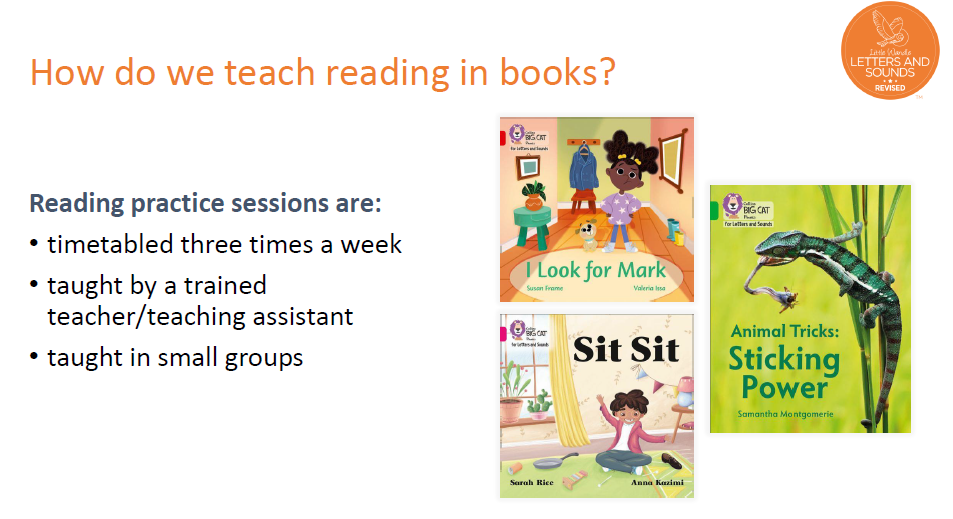 How do we teach reading in books?
Little Wandle
LETTERS AND
SOUNDS
REVISED
TM
Reading practice sessions are:
• timetabled three times a week
• taught by a trained
teacher/teaching assistant
• taught in small groups
Collins
BIG CAT
Phonics
for Letters and Sounds
I Look for Mark
Susan Frame
Valeria Issa
Collins
BIG CAT
Phonics
for Letters and Sounds
Sit Sit
Sarah Rice
Anna Kazimi
Collins
BIG CAT
Phonics
for Letters and Sounds
Animal Tricks:
Sticking
Power
Samantha Montgomerie